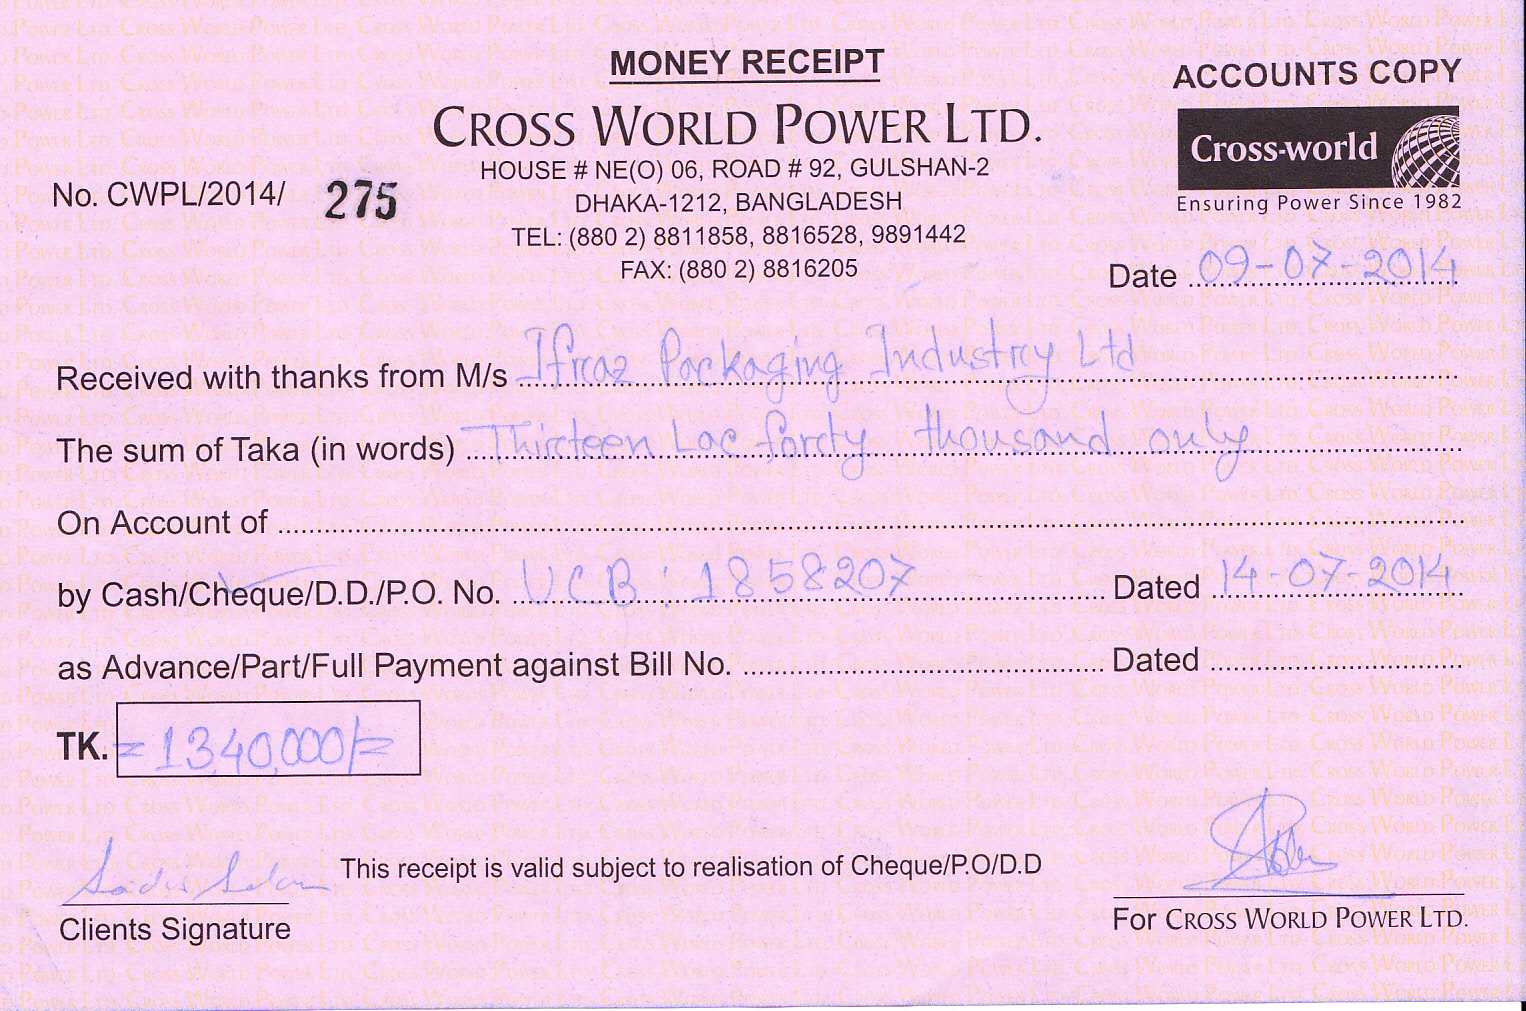 MONEY RECEIPT
ACCOUNTS COPY
CROSS WORLD POWER LTD.
Cross-world
Ensuring Power Since 1982
HOUSE # NE(O) 06, ROAD # 92, GULSHAN-2
No. CWPL/2014/ 275
DHAKA-1212, BANGLADESH
TEL: (880 2) 8811858, 8816528, 9891442
FAX: (880 2) 8816205
Date 09-07-2014
Received with thanks from M/s Ifraz Packaging Industry Ltd
The sum of Taka (in words) Thirteen Lac forty thousand only
On Account of
by Cash/Cheque/D.D./P.O. No. UCB: 1858207 Dated 14-07-2014
as Advance/Part/Full Payment against Bill No. Dated
TK. = 1340,000/=
This receipt is valid subject to realisation of Cheque/P.O/D.D
Clients Signature
For CROSS WORLD POWER LTD.